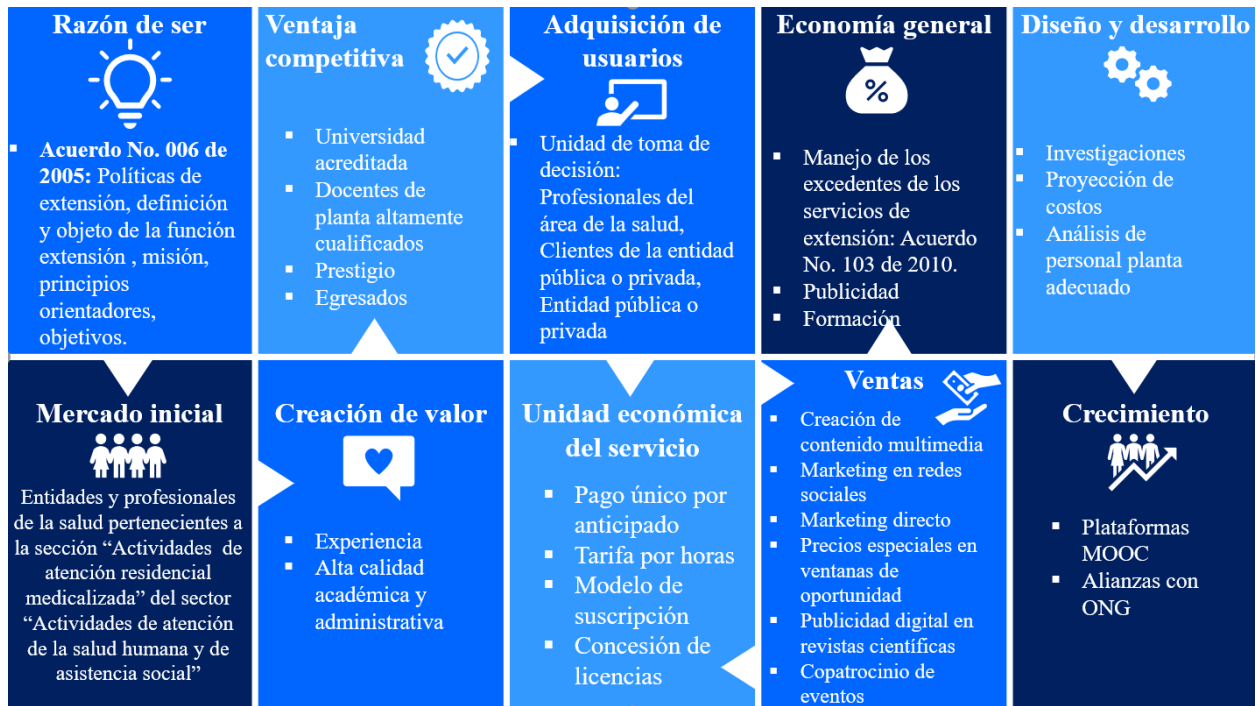 Razón de ser
Acuerdo No. 006 de
2005: Políticas de
extensión, definición
y objeto de la función
extensión , misión,
principios
orientadores,
objetivos.
Ventaja
competitiva
Universidad
acreditada
Docentes de
planta altamente
cualificados
Prestigio
Egresados
Adquisición de
usuarios
Unidad de toma de
decisión:
Profesionales del
área de la salud,
Clientes de la entidad
pública o privada,
Entidad pública o
privada
Economía general
%
Manejo de los
excedentes de los
servicios de
extensión: Acuerdo
No. 103 de 2010.
Publicidad
Formación
Diseño y desarrollo
Investigaciones
Proyección de
costos
Análisis de
personal planta
adecuado
Mercado inicial
Entidades y profesionales
de la salud pertenecientes a
la sección “Actividades de
atención residencial
medicalizada” del sector
“Actividades de atención
de la salud humana y de
asistencia social”
Creación de valor
Experiencia
Alta calidad
académica y
administrativa
Unidad económica
del servicio
Pago único por
anticipado
Tarifa por horas
Modelo de
suscripción
Concesión de
licencias
Ventas
Creación de
contenido multimedia
Marketing en redes
sociales
Marketing directo
Precios especiales en
ventanas de
oportunidad
Publicidad digital en
revistas científicas
Copatrocinio de
eventos
Crecimiento
Plataformas
MOOC
Alianzas con
ONG